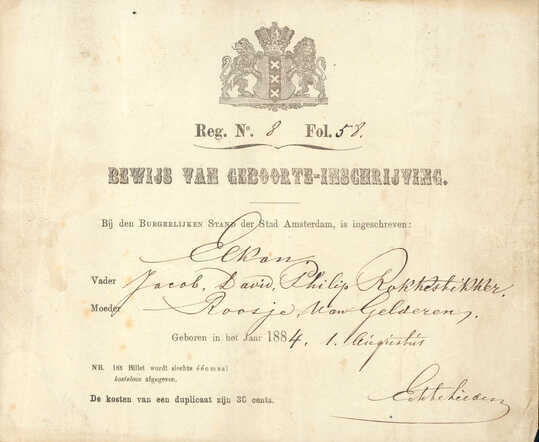 Reg. No. 8 Fol. 58.
BEWIJS VAN GEBOORTE-INSCHRIJVING.
Bij den BURGERLIJKEN STAND der Stad Amsterdam, is ingeschreven:
Elkan.
Vader Jacob, David, Philip Rokhestikker.
Moeder Roosje, van Gelderen.
Geboren in het Jaar 1884, 1. Augustus
NB. Dit Billet wordt slechts éénmaal
kosteloos afgegeven.
De kosten van een duplicaat zijn 30 cents.